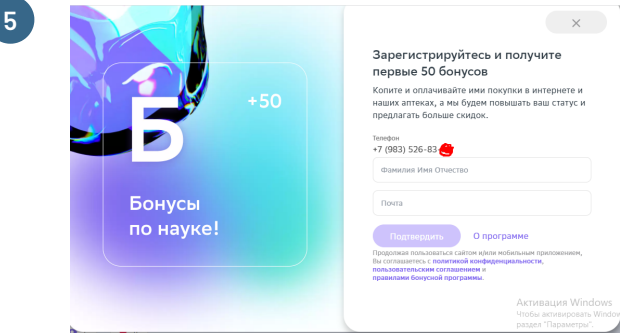 5
Б
+50
Бонусы
по науке!
Зарегистрируйтесь и получите
первые 50 бонусов
Копите и оплачивайте ими покупки в интернете и
наших аптеках, а мы будем повышать ваш статус и
предлагать больше скидок.
Телефон
+7 (983) 526-83-
Фамилия Имя Отчество
Почта
Подтвердить О программе
Продолжая пользоваться сайтом и/или мобильным приложением,
Вы соглашаетесь с политикой конфиденциальности,
пользовательским соглашением и
правилами бонусной программы.
Активация Windows
Чтобы активировать Window
раздел "Параметры".